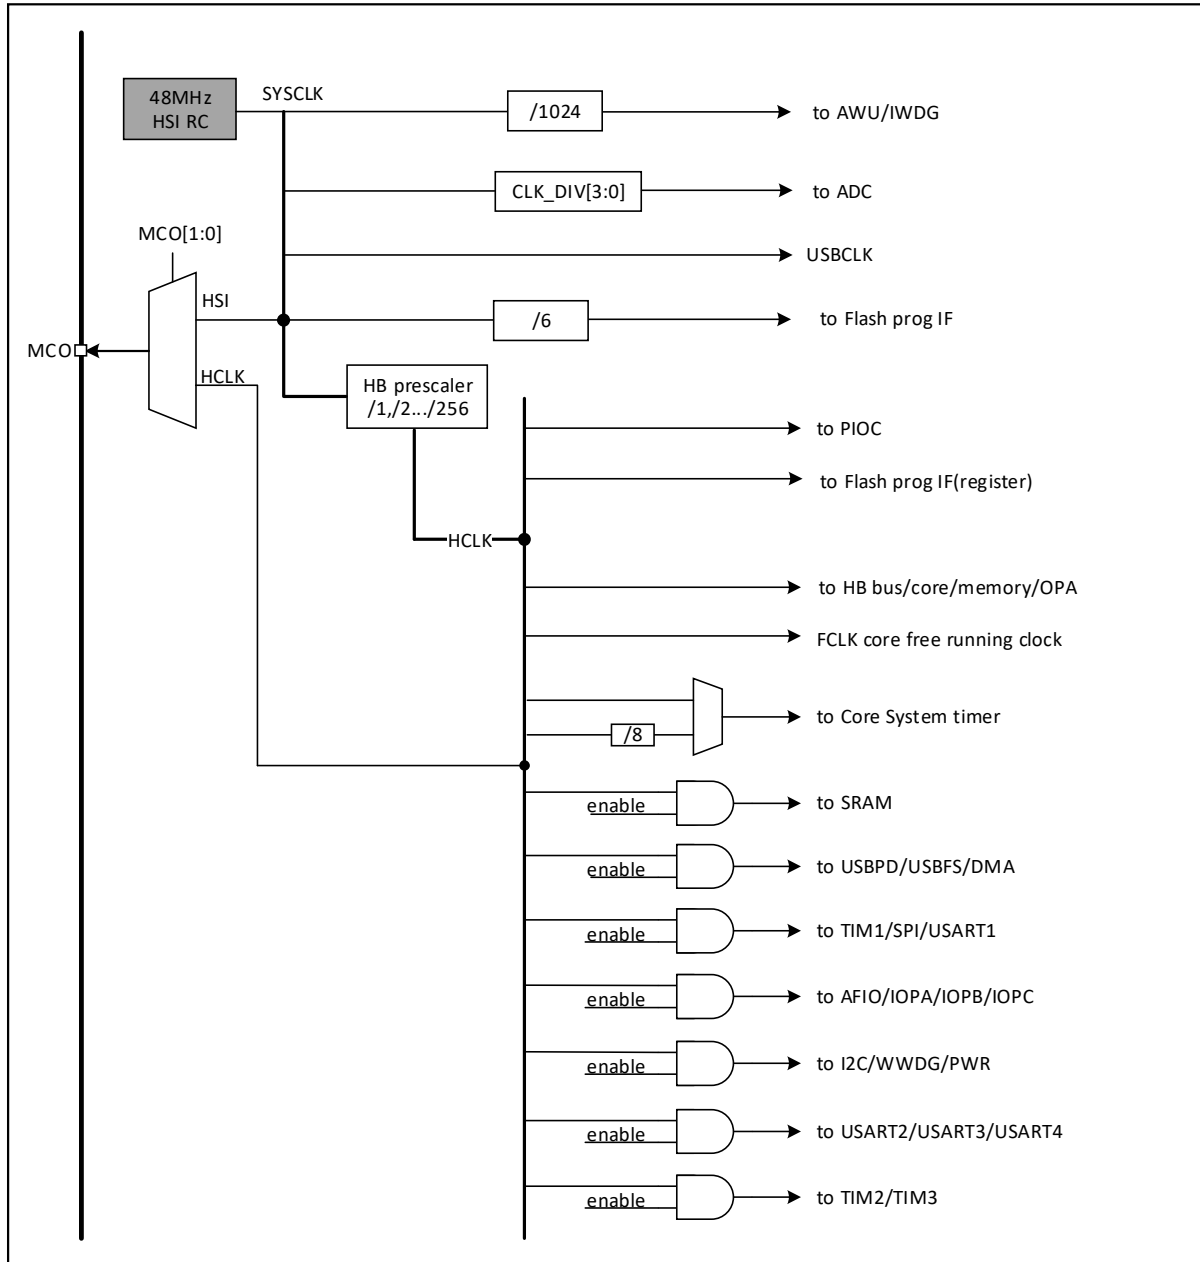 48MHz
HSI RC
SYSCLK
/1024
to AWU/IWDG
CLK_DIV[3:0]
to ADC
MCO[1:0]
USBCLK
HSI
/6
to Flash prog IF
MCO
HCLK
HB prescaler
/1,/2.../256
to PIOC
to Flash prog IF(register)
HCLK
to HB bus/core/memory/OPA
FCLK core free running clock
to Core System timer
/8
enable
to SRAM
enable
to USBPD/USBFS/DMA
enable
to TIM1/SPI/USART1
enable
to AFIO/IOPA/IOPB/IOPC
enable
to I2C/WWDG/PWR
enable
to USART2/USART3/USART4
enable
to TIM2/TIM3